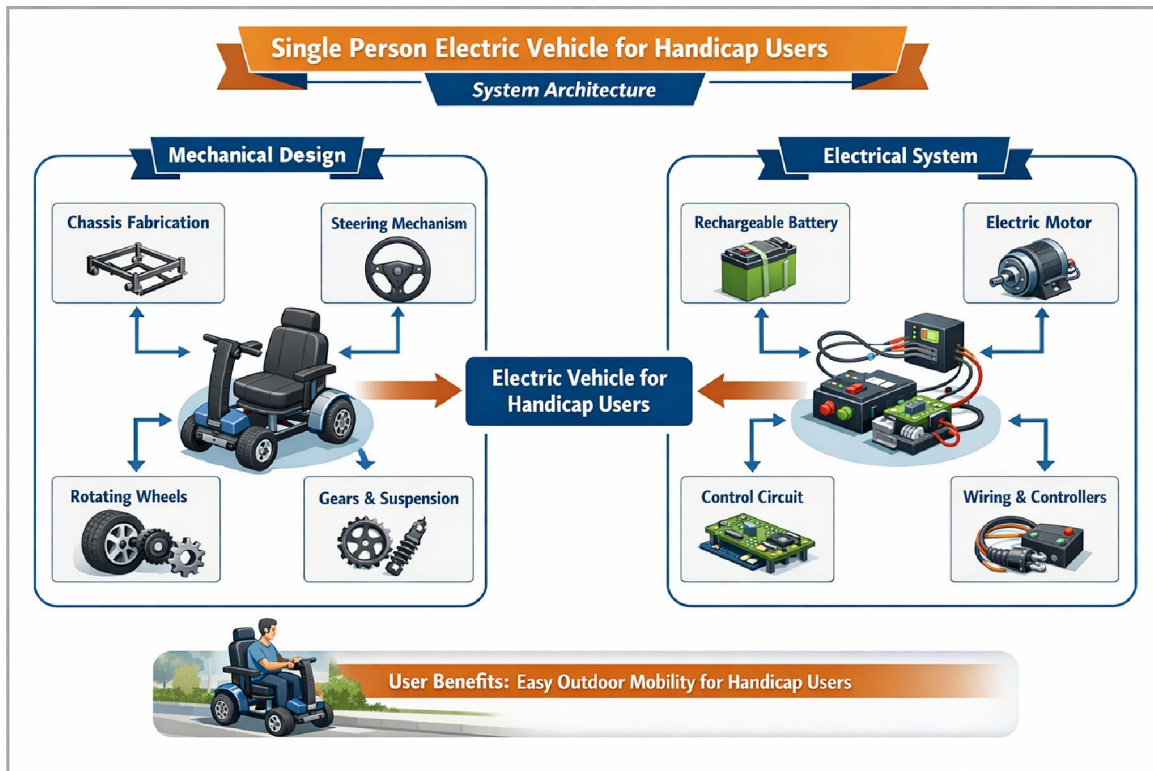 Single Person Electric Vehicle for Handicap Users
System Architecture
Mechanical Design
Chassis Fabrication
Steering Mechanism
Rotating Wheels
Gears & Suspension
Electric Vehicle for
Handicap Users
Electrical System
Rechargeable Battery
Electric Motor
Control Circuit
Wiring & Controllers
User Benefits: Easy Outdoor Mobility for Handicap Users